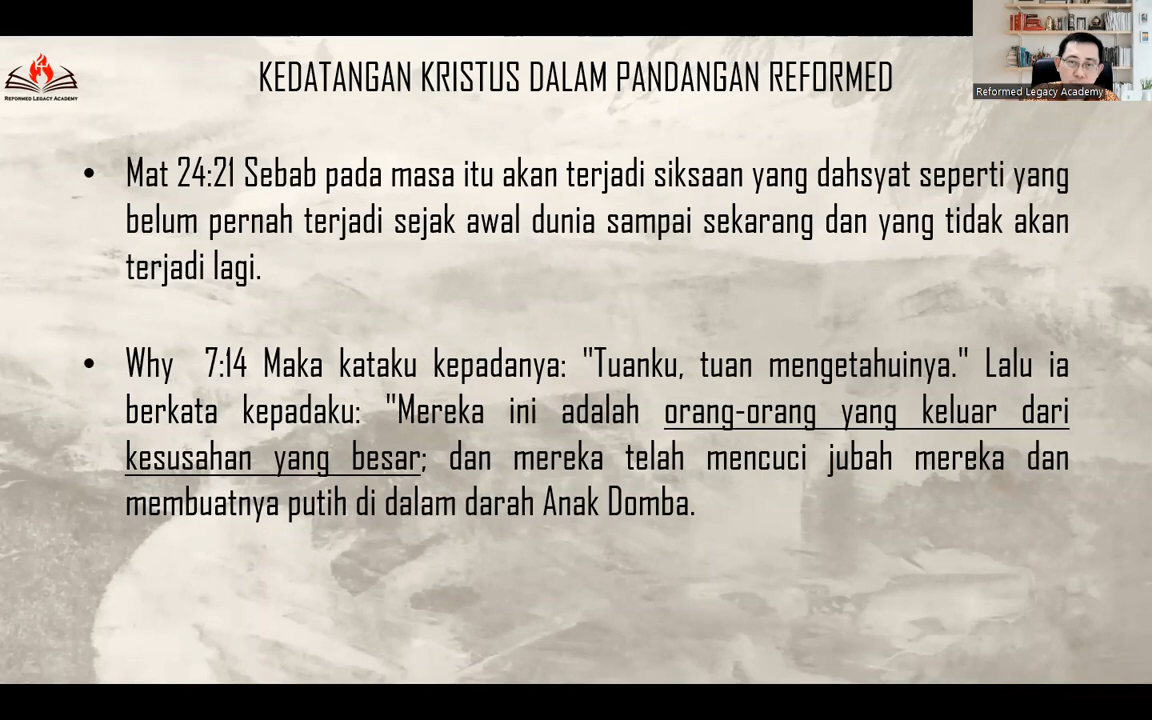 KEDATANGAN KRISTUS DALAM PANDANGAN REFORMED
REFORMED LEGACY ACADEMY
Reformed Legacy Academy
• Mat 24:21 Sebab pada masa itu akan terjadi siksaan yang dahsyat seperti yang
belum pernah terjadi sejak awal dunia sampai sekarang dan yang tidak akan
terjadi lagi.
• Why 7:14 Maka kataku kepadanya: "Tuanku, tuan mengetahuinya." Lalu ia
berkata kepadaku: "Mereka ini adalah orang-orang yang keluar dari
kesusahan yang besar; dan mereka telah mencuci jubah mereka dan
membuatnya putih di dalam darah Anak Domba.